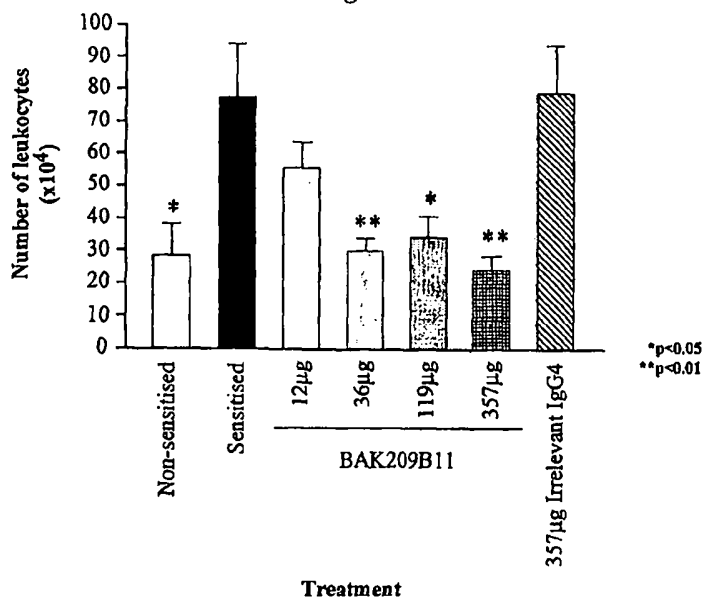 100
90
80
70
60
50
40
30
20
10
0
Number of leukocytes
(x10⁴)
*
**
*
**
*p<0.05
**p<0.01
Non-sensitised
Sensitised
12µg
36µg
119µg
357µg
357µg Irrelevant IgG4
BAK209B11
Treatment